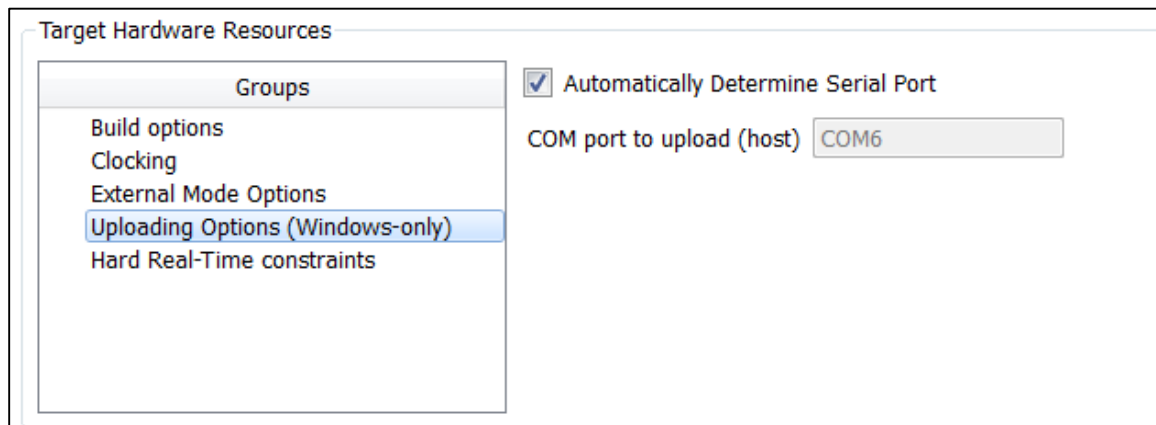 Target Hardware Resources
Groups
Build options
Clocking
External Mode Options
Uploading Options (Windows-only)
Hard Real-Time constraints
Automatically Determine Serial Port
COM port to upload (host) COM6